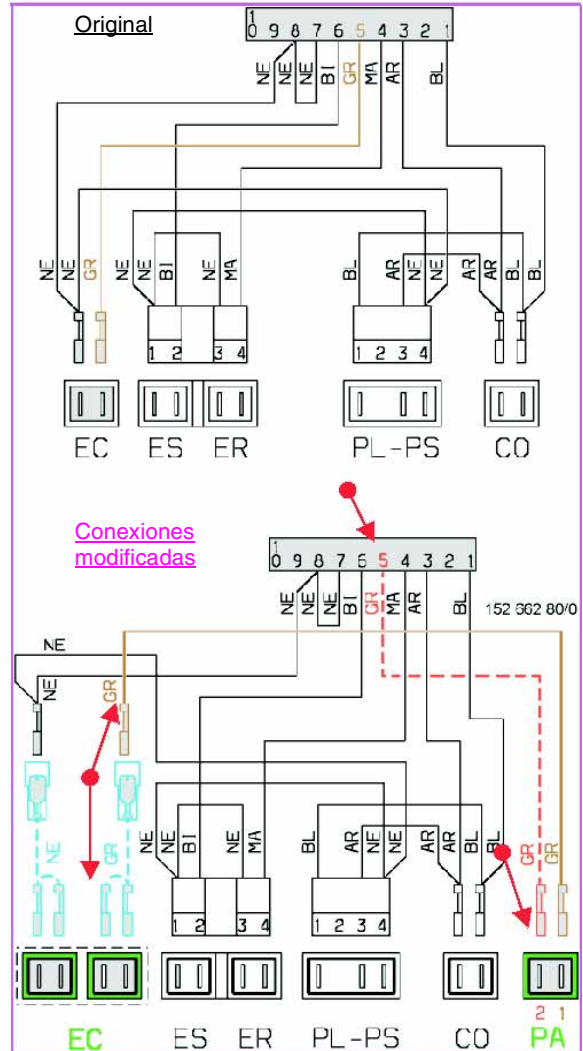 Original
1
0 9 8 7 6 5 4 3 2 1
NE NE NE BI GR MA AR BL
NE NE GR NE NE BI NE MA BL AR NE NE AR AR BL BL
1 2 3 4 1 2 3 4
EC ES ER PL-PS CO
Conexiones
modificadas
1
0 9 8 7 6 5 4 3 2 1
NE NE NE BI GR MA AR BL
152 662 80/0
NE
NE GR
NE GR NE NE BI NE MA BL AR NE NE AR AR BL BL GR GR
1 2 3 4 1 2 3 4
2 1
EC ES ER PL-PS CO PA